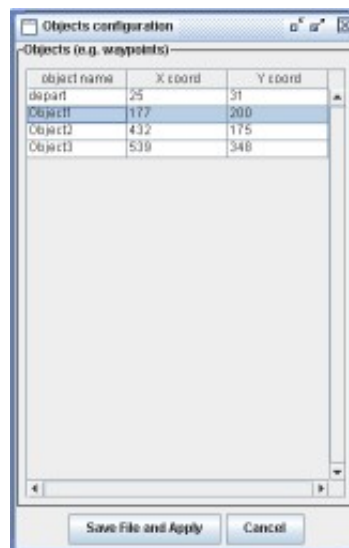 Objects configuration
Objects (e.g. waypoints)
object name X coord Y coord
depart 25 31
Object1 177 200
Object2 432 175
Object3 539 348
Save File and Apply Cancel